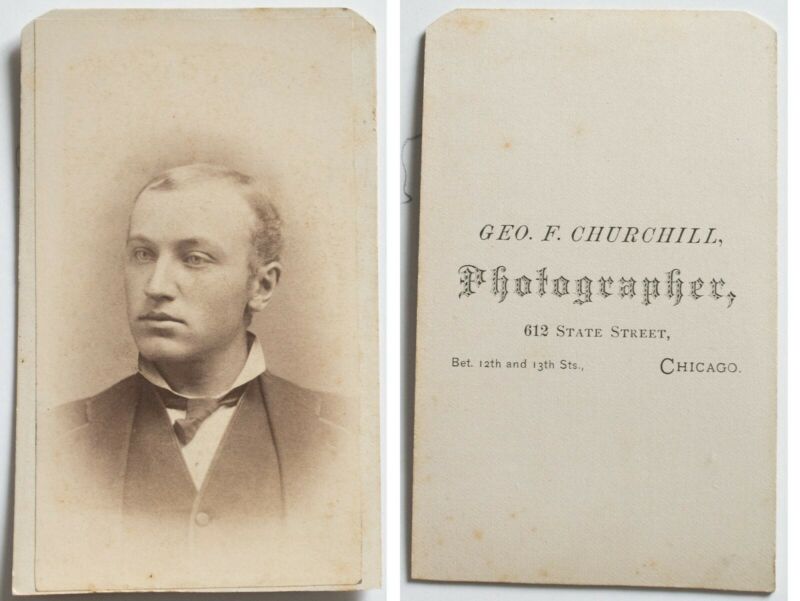 GEO. F. CHURCHILL,
Photographer,
612 STATE STREET,
Bet. 12th and 13th Sts., CHICAGO.